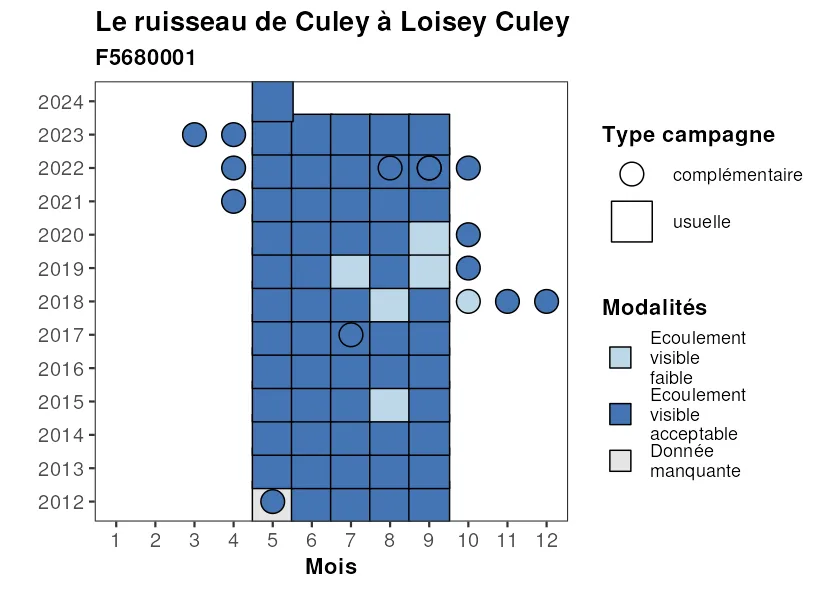 Le ruisseau de Culey à Loisey Culey
F5680001
2024
2023
2022
2021
2020
2019
2018
2017
2016
2015
2014
2013
2012
1 2 3 4 5 6 7 8 9 10 11 12
Mois
Type campagne
complémentaire
usuelle
Modalités
Ecoulement
visible
faible
Ecoulement
visible
acceptable
Donnée
manquante